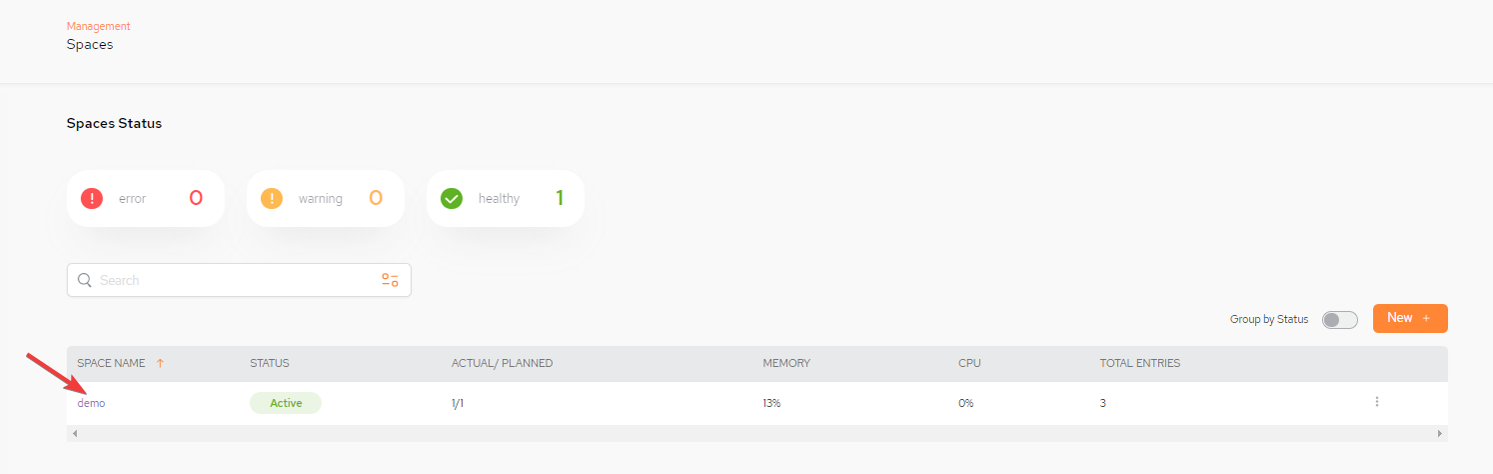 Management
Spaces
Spaces Status
error 0 warning 0 healthy 1
Search
Group by Status New +
SPACE NAME ↑ STATUS ACTUAL/ PLANNED MEMORY CPU TOTAL ENTRIES
demo Active 1/1 13% 0% 3